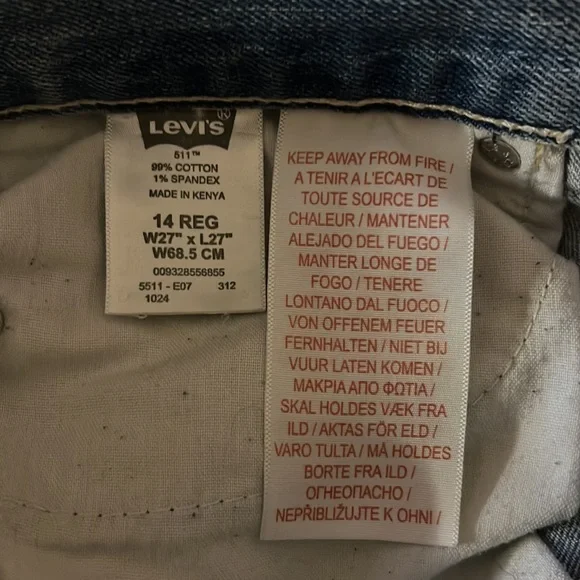 LEVI'S ®
511™
99% COTTON
1% SPANDEX
MADE IN KENYA
14 REG
W27" x L27"
W68.5 CM
009328556855
5511 - E07 312
1024
KEEP AWAY FROM FIRE /
A TENIR A L'ECART DE
TOUTE SOURCE DE
CHALEUR / MANTENER
ALEJADO DEL FUEGO /
MANTER LONGE DE
FOGO / TENERE
LONTANO DAL FUOCO /
VON OFFENEM FEUER
FERNHALTEN / NIET BIJ
VUUR LATEN KOMEN /
ΜΑΚΡΙΑ ΑΠΟ ΦΩΤΙΑ /
SKAL HOLDES VÆK FRA
ILD / AKTAS FÖR ELD /
VARO TULTA / MÅ HOLDES
BORTE FRA ILD /
ОГНЕОПАСНО /
NEPŘIBLIŽUJTE K OHNI /